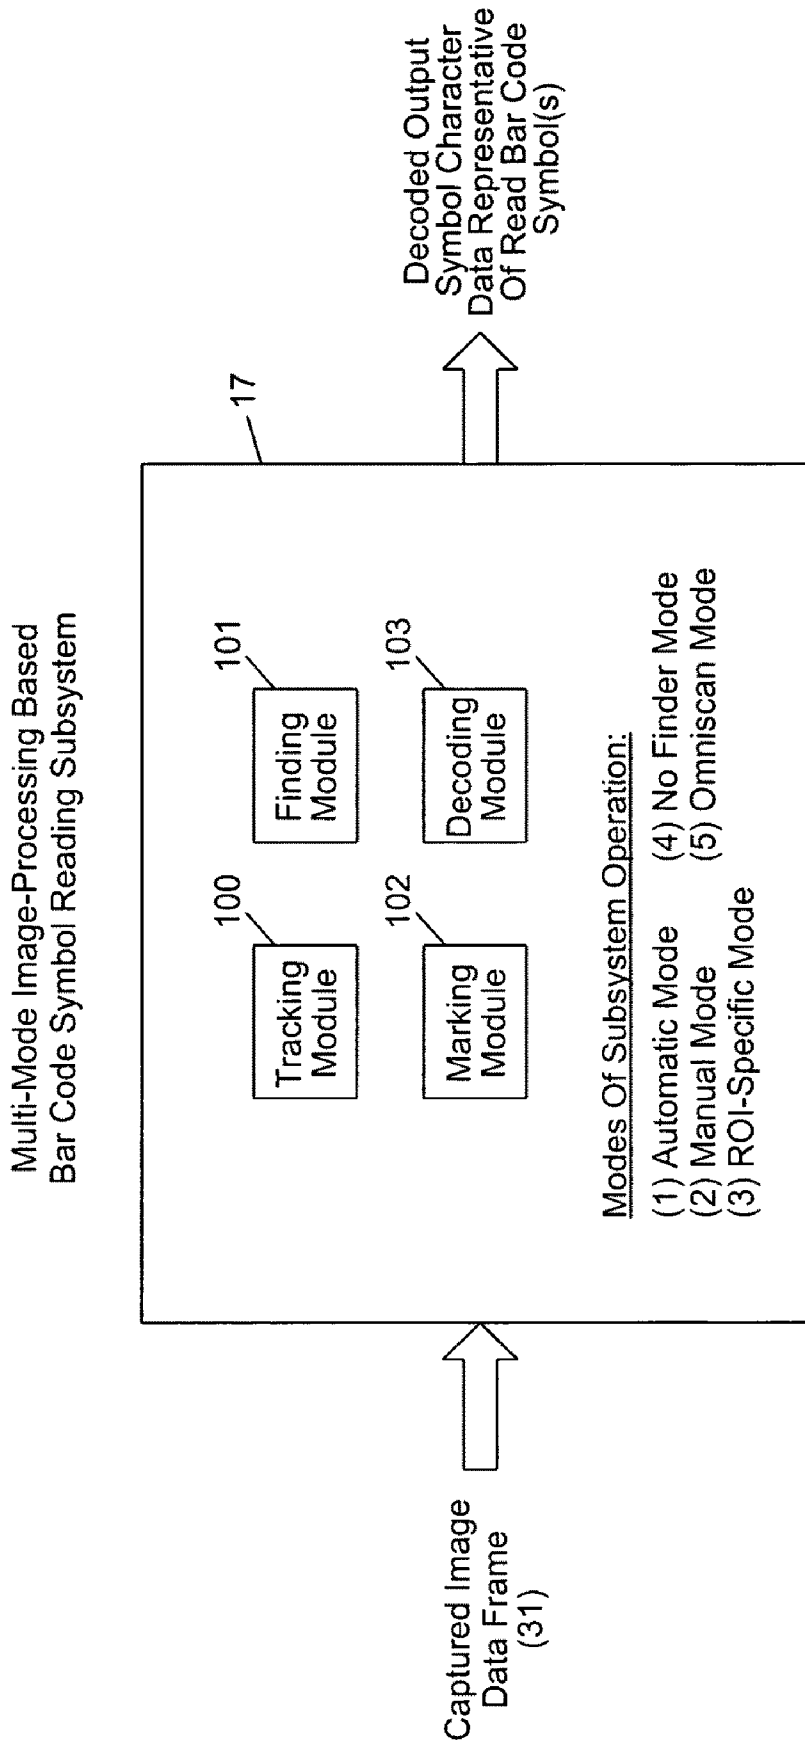 Multi-Mode Image-Processing Based
Bar Code Symbol Reading Subsystem
17
100
Tracking
Module
101
Finding
Module
102
Marking
Module
103
Decoding
Module
Modes Of Subsystem Operation:
(1) Automatic Mode
(2) Manual Mode
(3) ROI-Specific Mode
(4) No Finder Mode
(5) Omniscan Mode
Captured Image
Data Frame
(31)
Decoded Output
Symbol Character
Data Representative
Of Read Bar Code
Symbol(s)